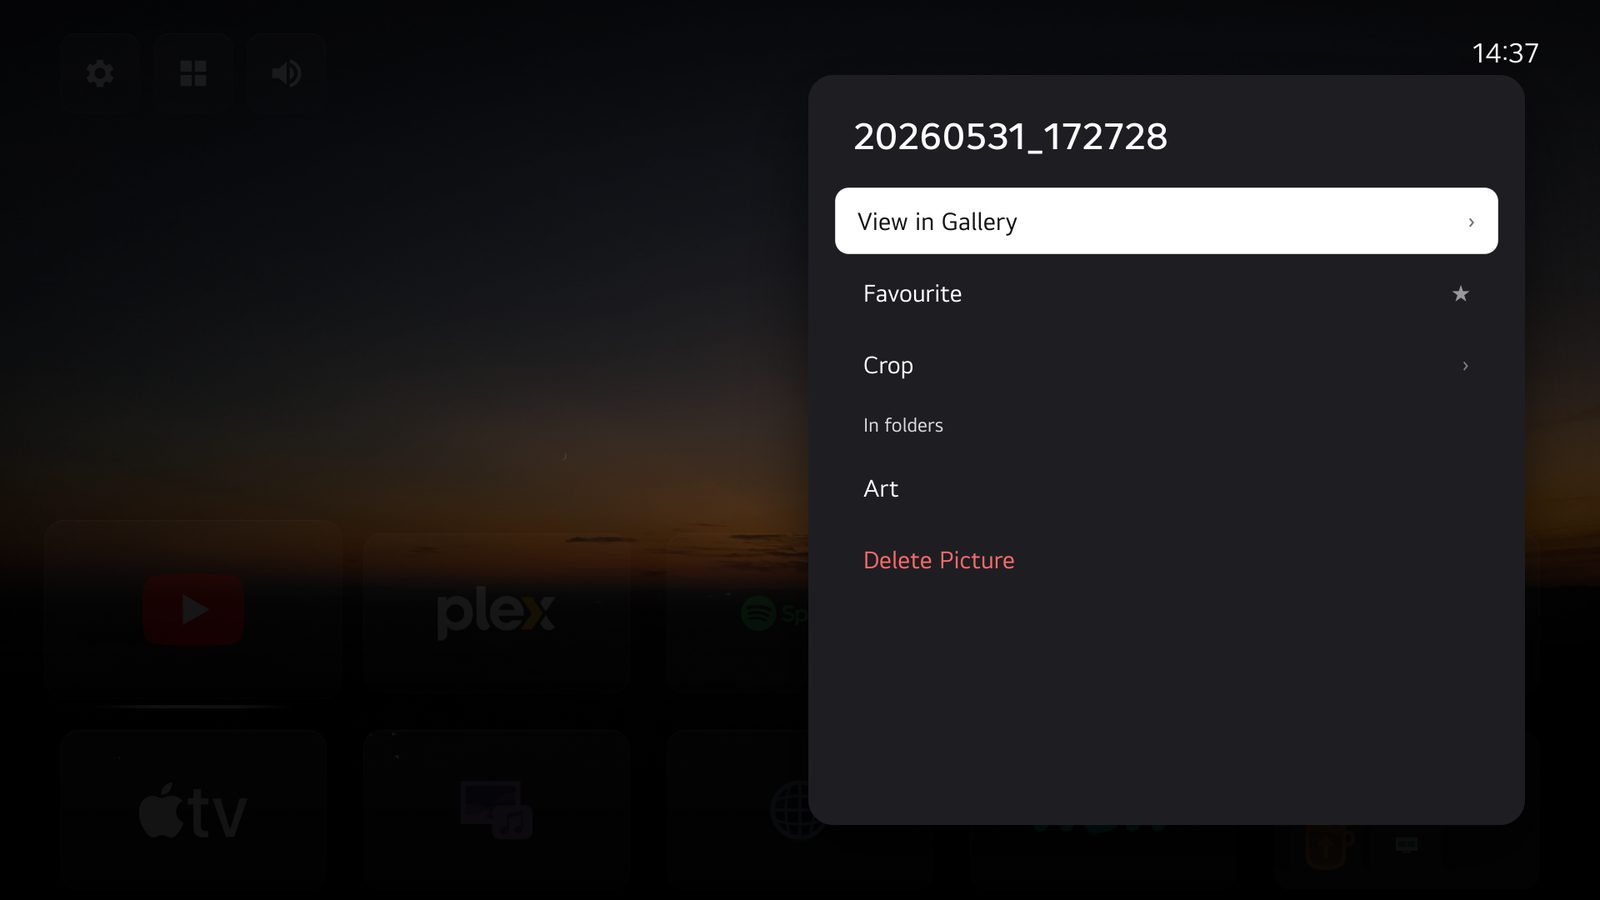 14:37
20260531_172728
View in Gallery
Favourite
Crop
In folders
Art
Delete Picture
plex
tv